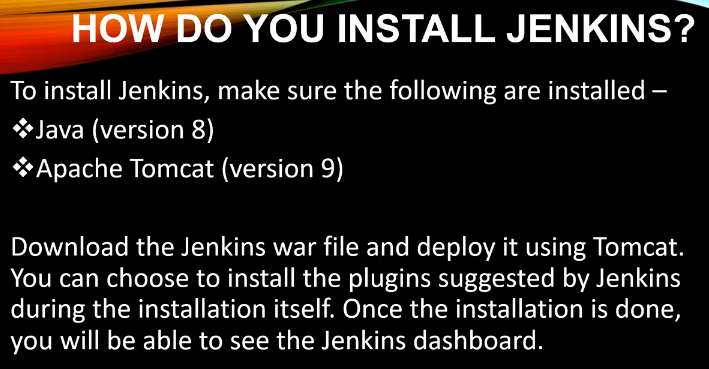 HOW DO YOU INSTALL JENKINS?
To install Jenkins, make sure the following are installed –
❖Java (version 8)
❖Apache Tomcat (version 9)
Download the Jenkins war file and deploy it using Tomcat.
You can choose to install the plugins suggested by Jenkins
during the installation itself. Once the installation is done,
you will be able to see the Jenkins dashboard.